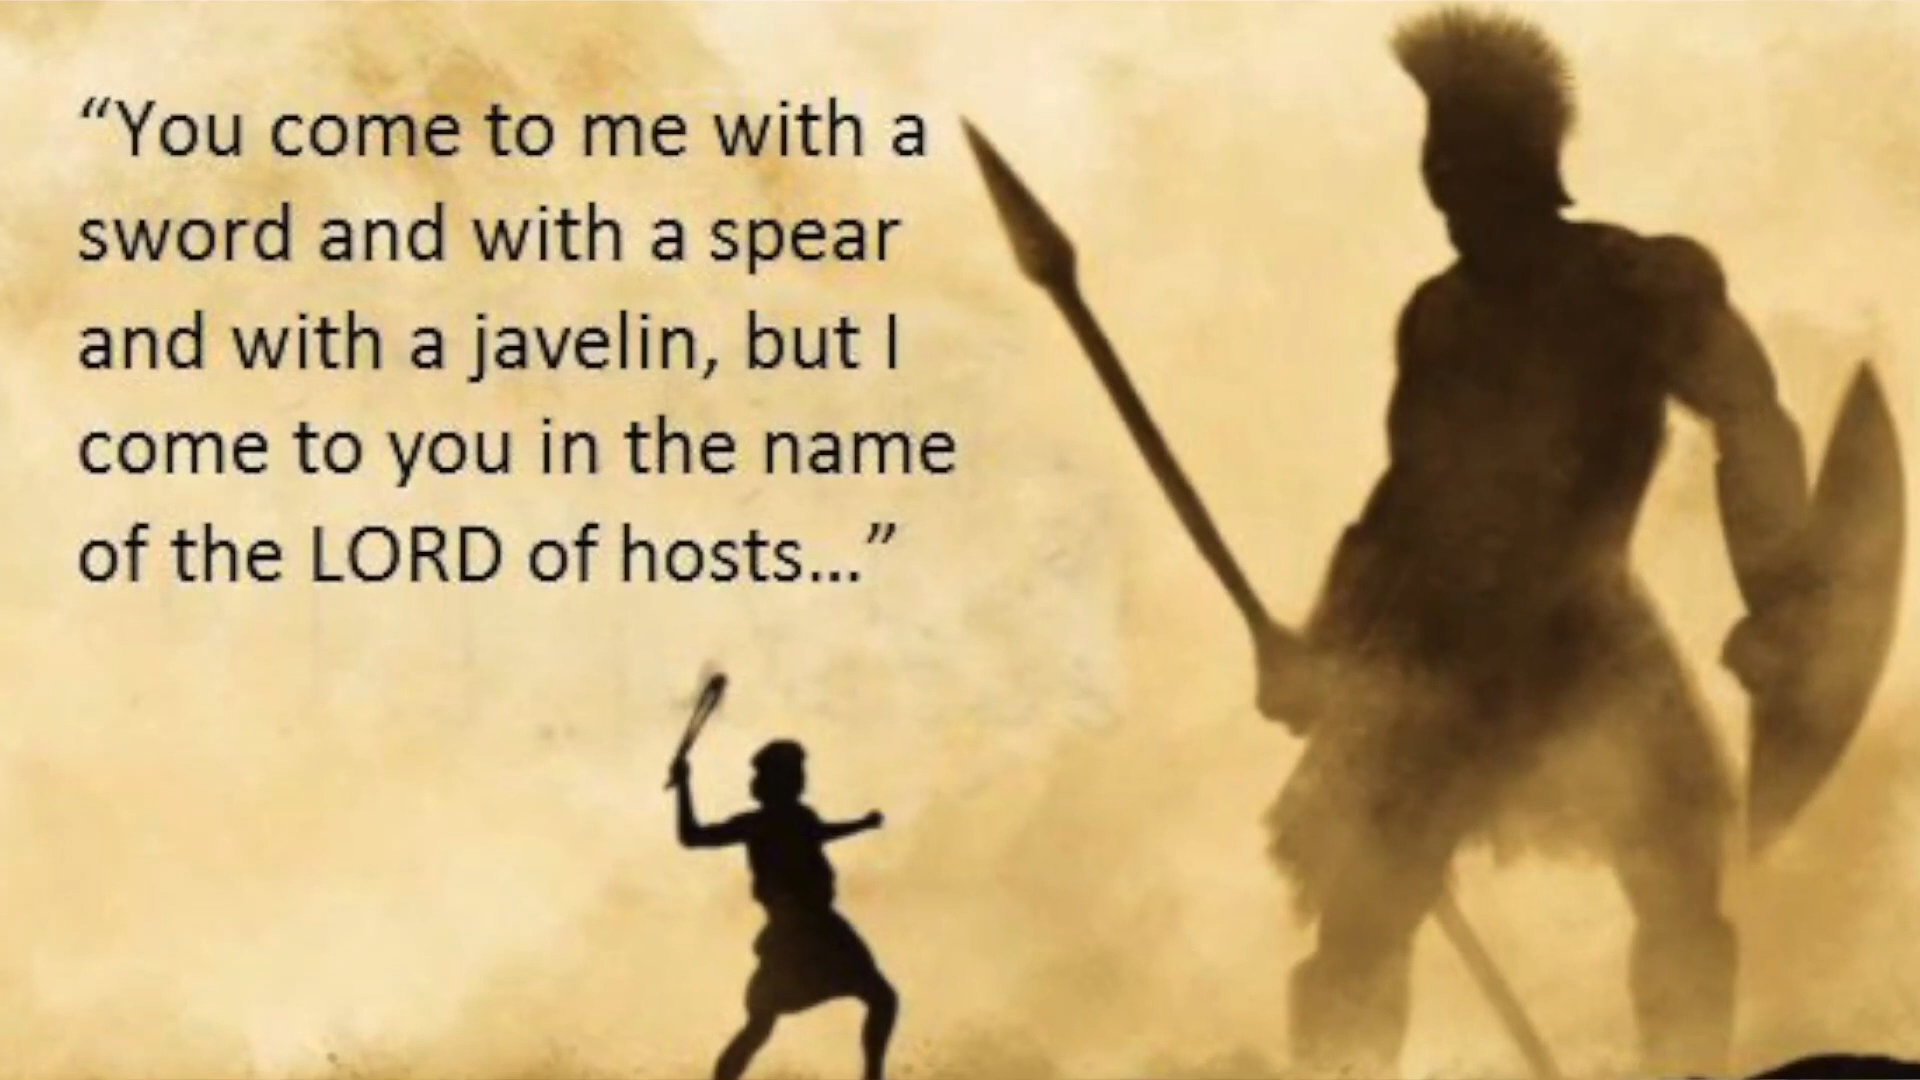 “You come to me with a
sword and with a spear
and with a javelin, but I
come to you in the name
of the LORD of hosts...”